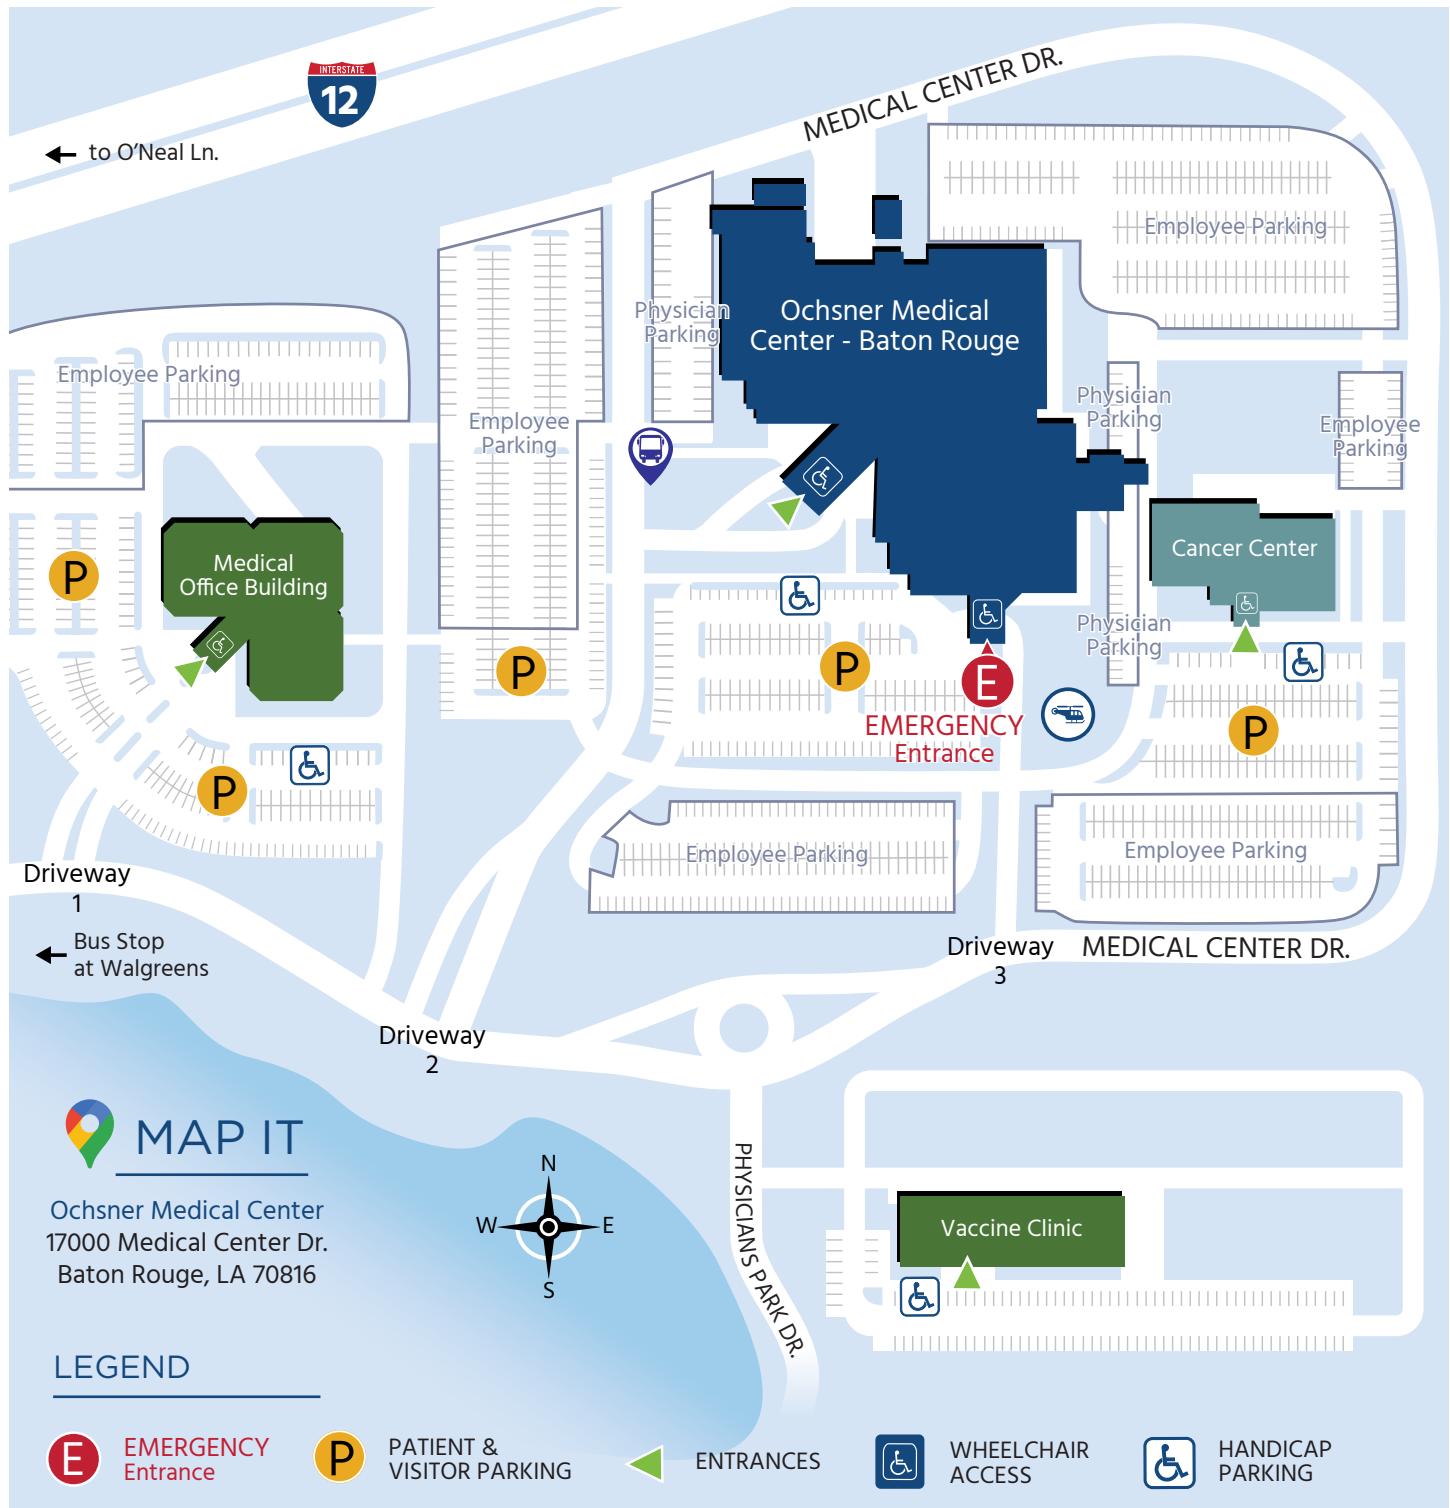 INTERSTATE
12
to O'Neal Ln.
MEDICAL CENTER DR.
Employee Parking
Physician
Parking
Ochsner Medical
Center - Baton Rouge
Employee Parking
Employee
Parking
Physician
Parking
Employee
Parking
Medical
Office Building
Cancer Center
P
P
P
P
P
Physician
Parking
E
EMERGENCY
Entrance
Employee Parking
Employee Parking
Driveway
1
Bus Stop
at Walgreens
Driveway
3
MEDICAL CENTER DR.
Driveway
2
MAP IT
Ochsner Medical Center
17000 Medical Center Dr.
Baton Rouge, LA 70816
N
W
E
S
PHYSICIANS PARK DR.
Vaccine Clinic
LEGEND
E
EMERGENCY
Entrance
P
PATIENT &
VISITOR PARKING
ENTRANCES
WHEELCHAIR
ACCESS
HANDICAP
PARKING